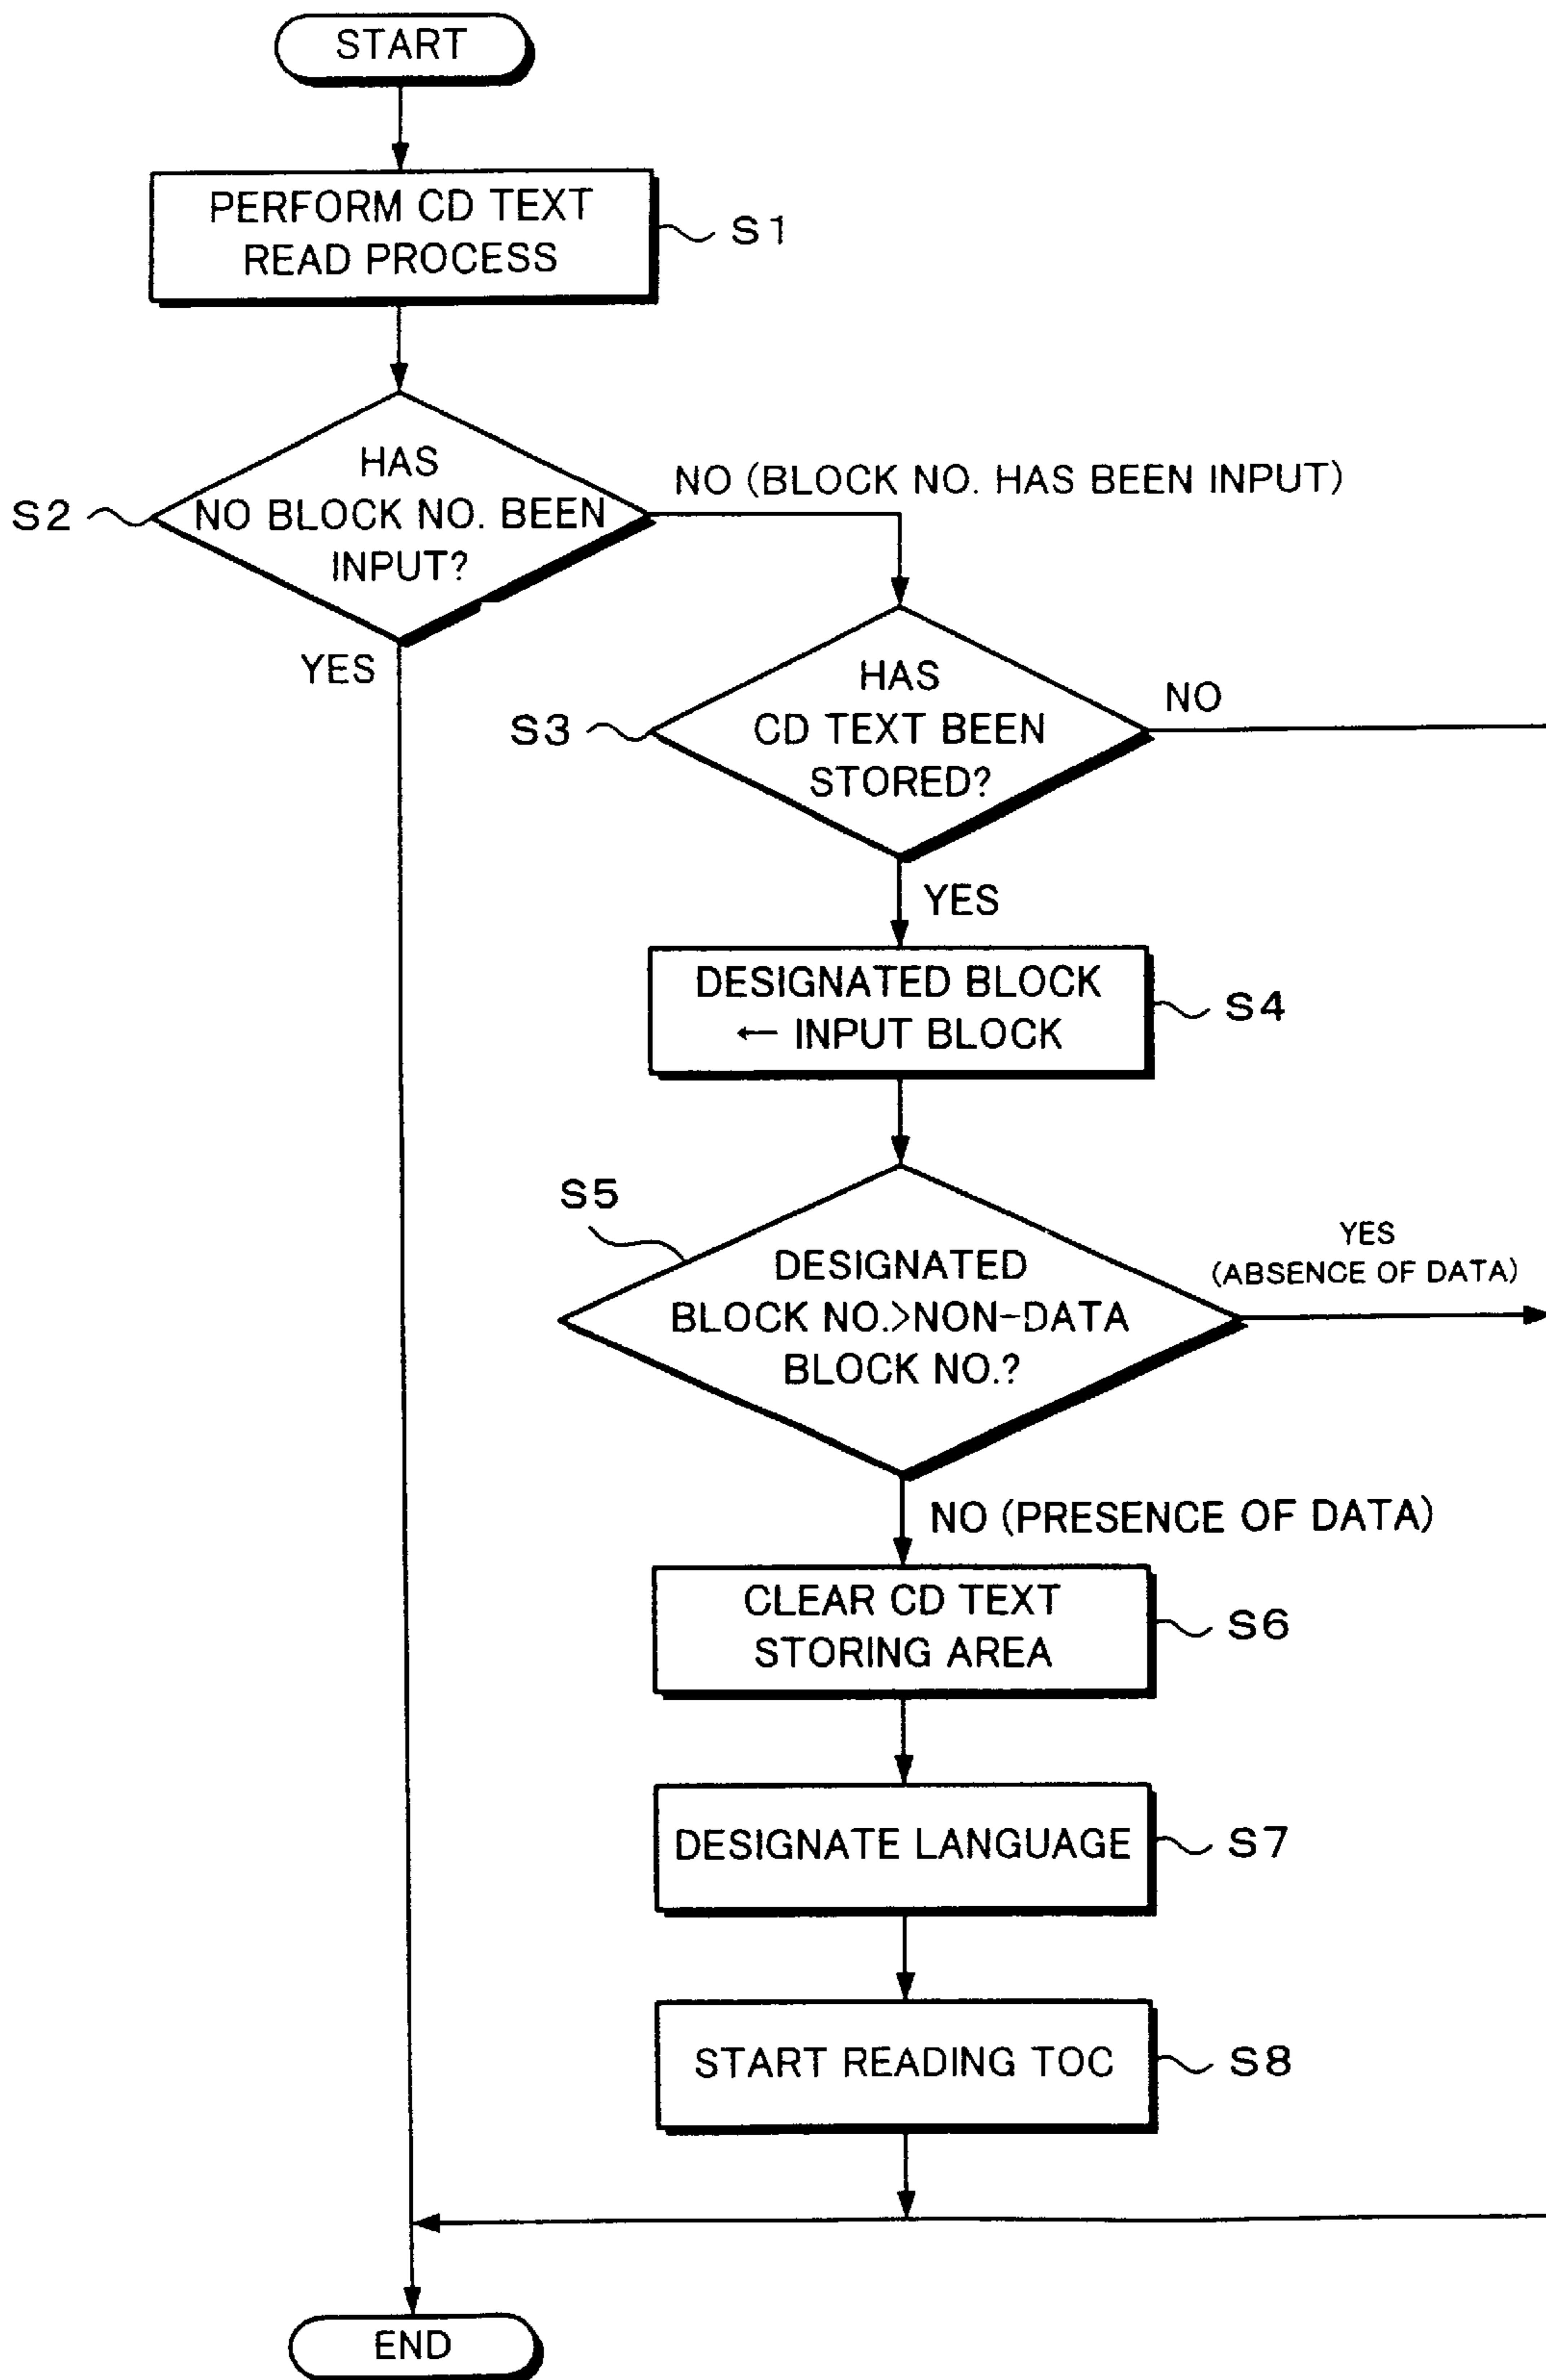 START
PERFORM CD TEXT
READ PROCESS
S1
HAS
NO BLOCK NO. BEEN
INPUT?
S2
NO (BLOCK NO. HAS BEEN INPUT)
YES
HAS
CD TEXT BEEN
STORED?
S3
NO
YES
DESIGNATED BLOCK
← INPUT BLOCK
S4
S5
DESIGNATED
BLOCK NO.>NON-DATA
BLOCK NO.?
YES
(ABSENCE OF DATA)
NO (PRESENCE OF DATA)
CLEAR CD TEXT
STORING AREA
S6
DESIGNATE LANGUAGE
S7
START READING TOC
S8
END